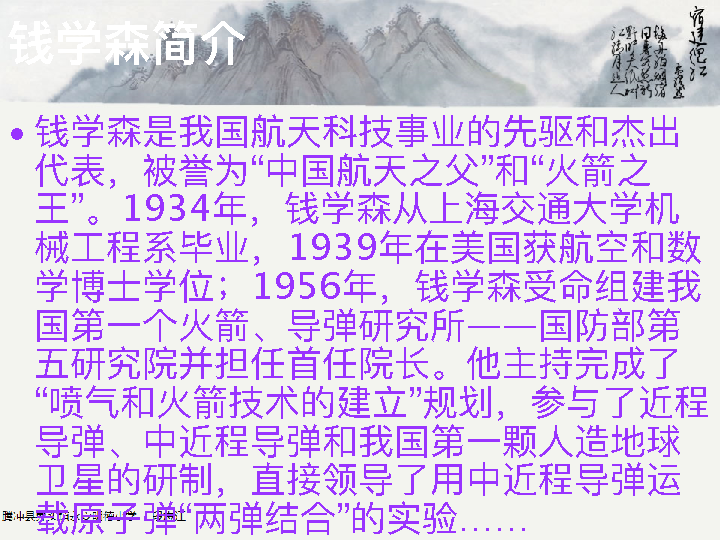 钱学森简介
宿建德江
• 钱学森是我国航天科技事业的先驱和杰出
代表，被誉为“中国航天之父”和“火箭之
王”。1934年，钱学森从上海交通大学机
械工程系毕业，1939年在美国获航空和数
学博士学位；1956年，钱学森受命组建我
国第一个火箭、导弹研究所——国防部第
五研究院并担任首任院长。他主持完成了
“喷气和火箭技术的建立”规划，参与了近程
导弹、中近程导弹和我国第一颗人造地球
卫星的研制，直接领导了用中近程导弹运
载原子弹“两弹结合”的实验……
腾冲县